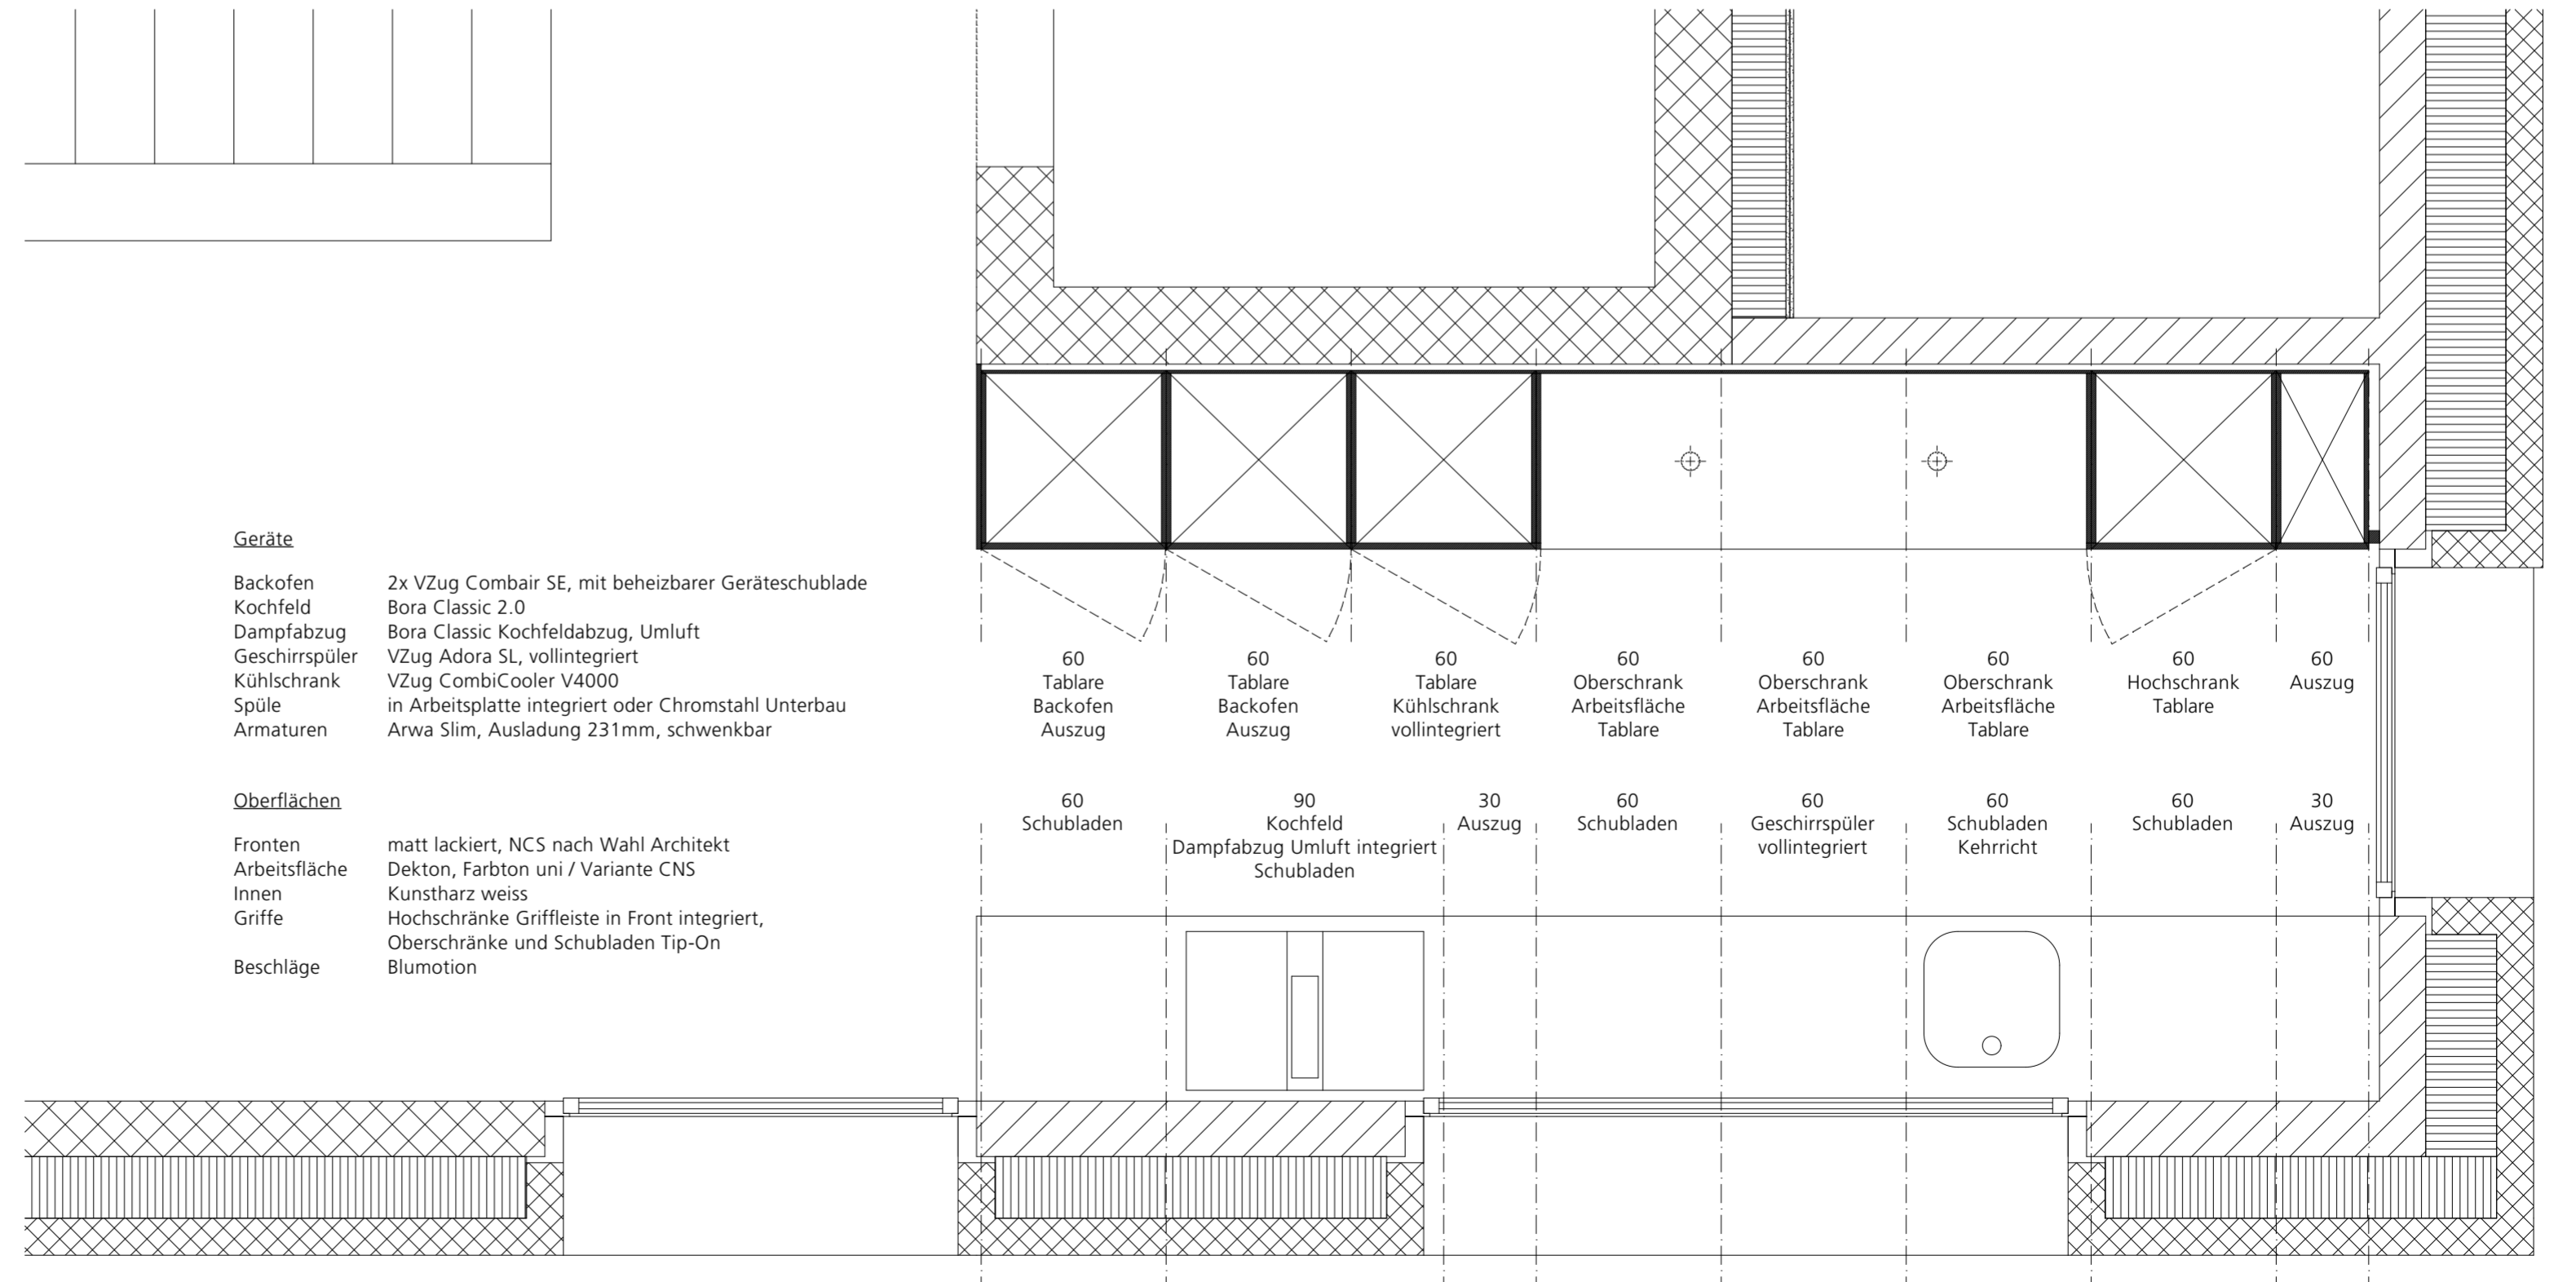 Geräte
Backofen 2x VZug Combair SE, mit beheizbarer Geräteschublade
Kochfeld Bora Classic 2.0
Dampfabzug Bora Classic Kochfeldabzug, Umluft
Geschirrspüler VZug Adora SL, vollintegriert
Kühlschrank VZug CombiCooler V4000
Spüle in Arbeitsplatte integriert oder Chromstahl Unterbau
Armaturen Arwa Slim, Ausladung 231mm, schwenkbar
Oberflächen
Fronten matt lackiert, NCS nach Wahl Architekt
Arbeitsfläche Dekton, Farbton uni / Variante CNS
Innen Kunstharz weiss
Griffe Hochschränke Griffleiste in Front integriert,
Oberschränke und Schubladen Tip-On
Beschläge Blumotion
60
Tablare
Backofen
Auszug
60
Tablare
Backofen
Auszug
60
Tablare
Kühlschrank
vollintegriert
60
Oberschrank
Arbeitsfläche
Tablare
60
Oberschrank
Arbeitsfläche
Tablare
60
Oberschrank
Arbeitsfläche
Tablare
60
Hochschrank
Tablare
60
Auszug
60
Schubladen
90
Kochfeld
Dampfabzug Umluft integriert
Schubladen
30
Auszug
60
Schubladen
60
Geschirrspüler
vollintegriert
60
Schubladen
Kehrricht
60
Schubladen
30
Auszug